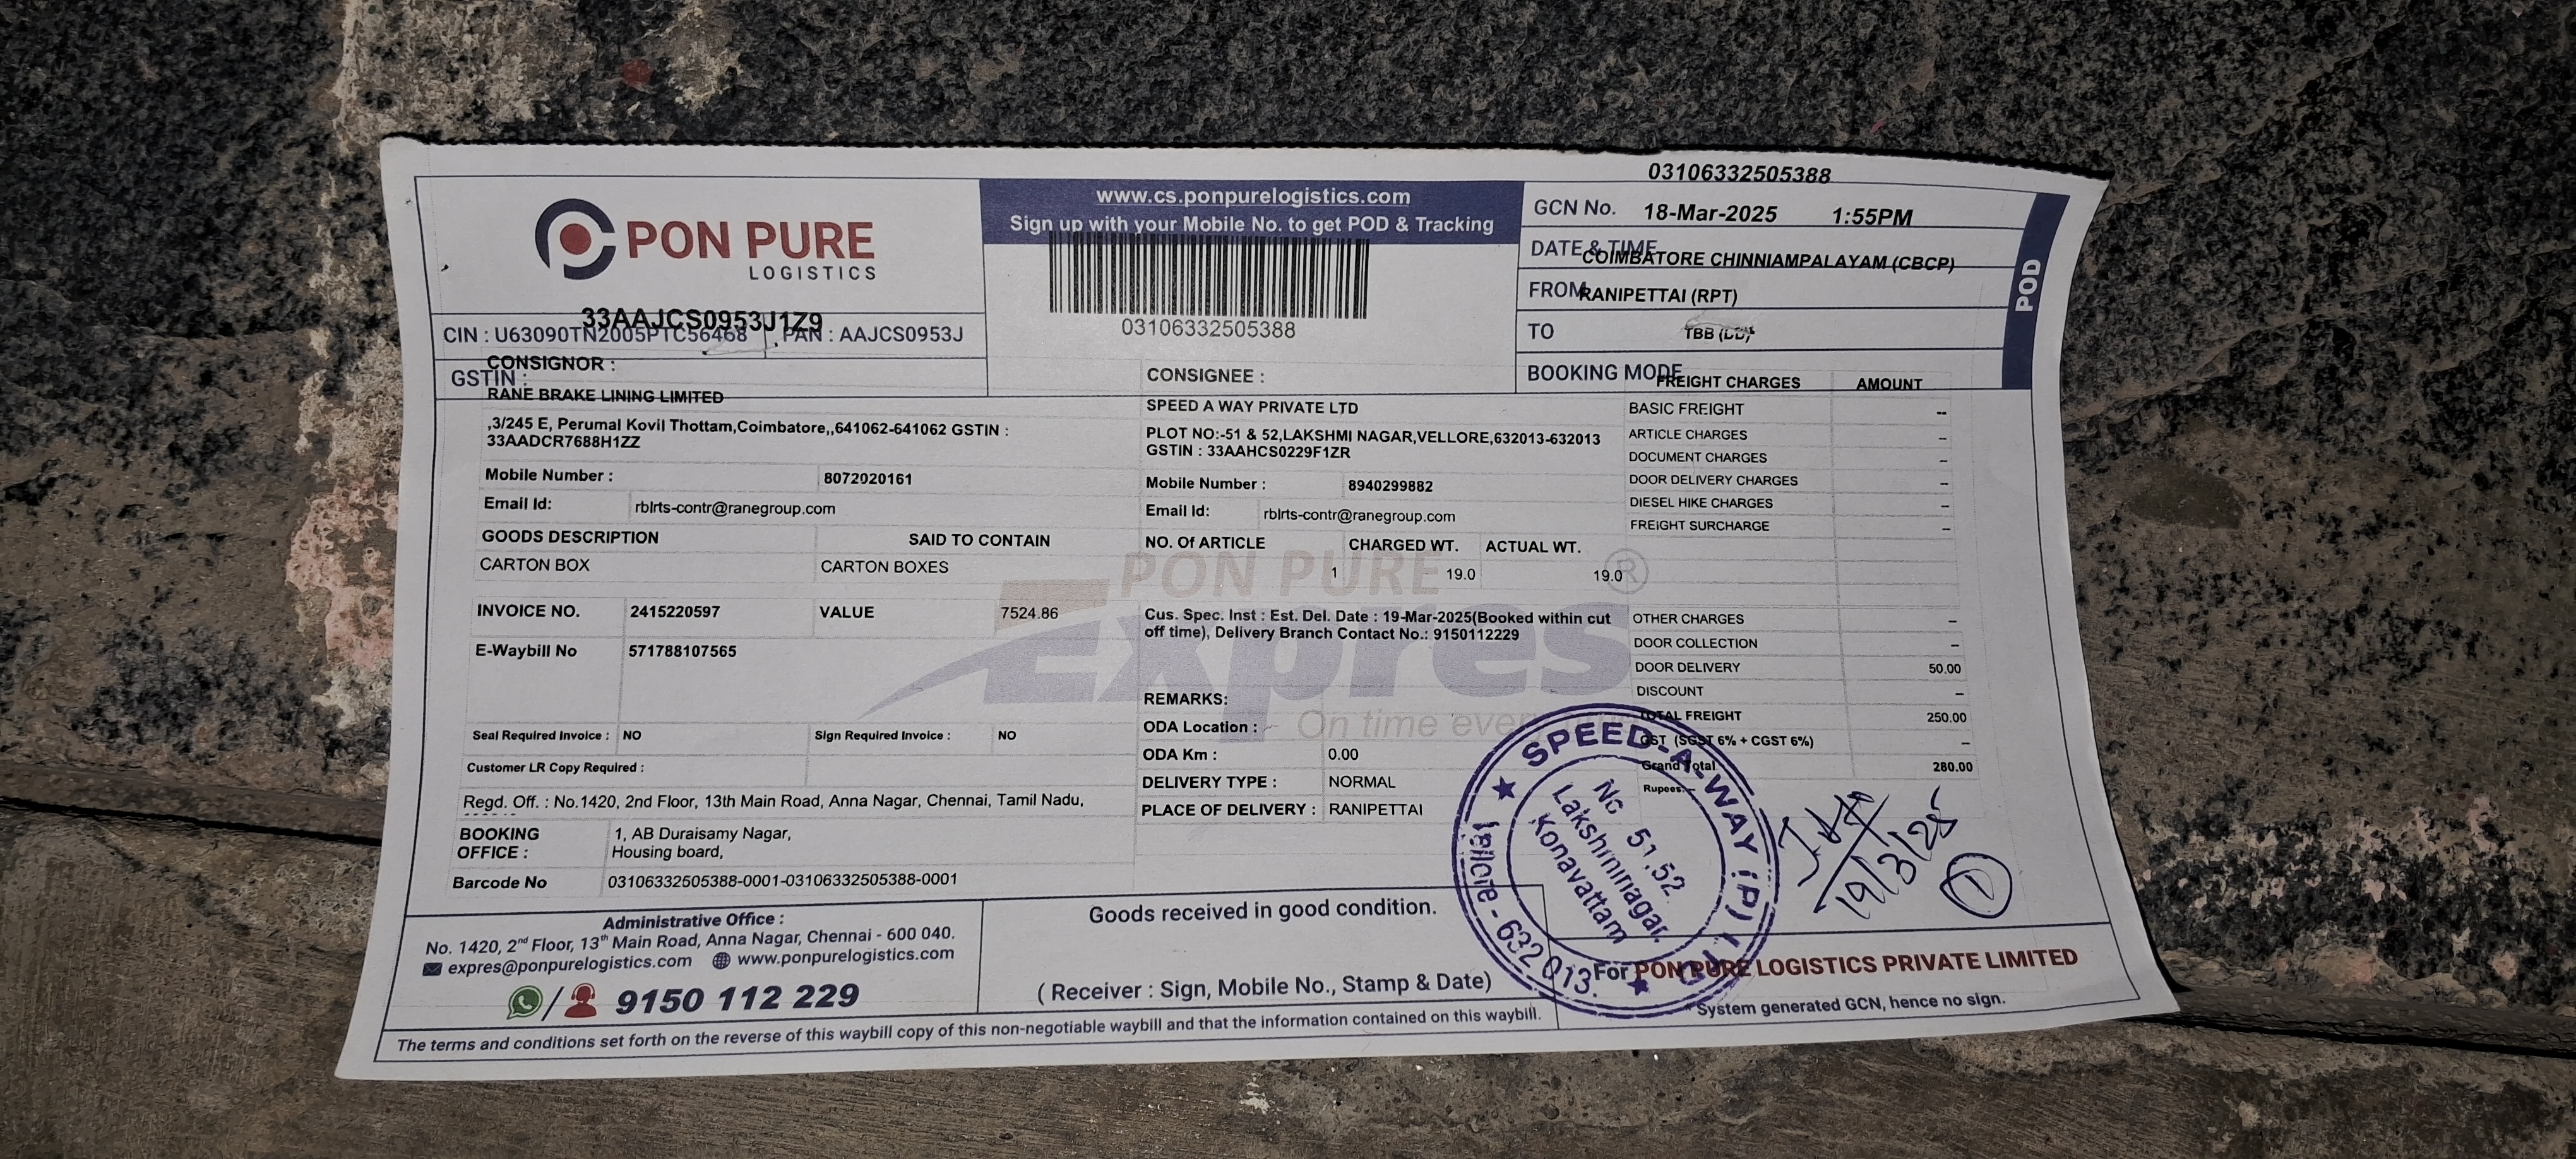 03106332505388
PON PURE
LOGISTICS
www.cs.ponpurelogistics.com
Sign up with your Mobile No. to get POD & Tracking
03106332505388
GCN No. 18-Mar-2025 1:55PM
DATE & TIME COIMBATORE CHINNIAMPALAYAM (CBCP)
FROM RANIPETTAI (RPT)
TO TBB
BOOKING MODE
POD
33AAJCS0953J1Z9
CIN : U63090TN2005PTC56468 PAN : AAJCS0953J
GSTIN :
CONSIGNOR :
RANE BRAKE LINING LIMITED
,3/245 E, Perumal Kovil Thottam,Coimbatore,,641062-641062 GSTIN :
33AADCR7688H1ZZ
Mobile Number : 8072020161
Email Id: rblrts-contr@ranegroup.com
GOODS DESCRIPTION SAID TO CONTAIN
CARTON BOX CARTON BOXES
INVOICE NO. 2415220597 VALUE 7524.86
E-Waybill No 571788107565
Seal Required Invoice : NO Sign Required Invoice : NO
Customer LR Copy Required :
Regd. Off. : No.1420, 2nd Floor, 13th Main Road, Anna Nagar, Chennai, Tamil Nadu,
BOOKING OFFICE : 1, AB Duraisamy Nagar,
Housing board,
Barcode No 03106332505388-0001-03106332505388-0001
CONSIGNEE :
SPEED A WAY PRIVATE LTD
PLOT NO:-51 & 52,LAKSHMI NAGAR,VELLORE,632013-632013
GSTIN : 33AAHCS0229F1ZR
Mobile Number : 8940299882
Email Id: rblrts-contr@ranegroup.com
NO. Of ARTICLE CHARGED WT. ACTUAL WT.
1 19.0 19.0
PON PURE ®
Expres
On time every
Cus. Spec. Inst : Est. Del. Date : 19-Mar-2025(Booked within cut
off time), Delivery Branch Contact No.: 9150112229
REMARKS:
ODA Location : -
ODA Km : 0.00
DELIVERY TYPE : NORMAL
PLACE OF DELIVERY : RANIPETTAI
FREIGHT CHARGES AMOUNT
BASIC FREIGHT --
ARTICLE CHARGES --
DOCUMENT CHARGES --
DOOR DELIVERY CHARGES --
DIESEL HIKE CHARGES --
FREIGHT SURCHARGE --
OTHER CHARGES --
DOOR COLLECTION --
DOOR DELIVERY 50.00
DISCOUNT --
TOTAL FREIGHT 250.00
GST (SGST 6% + CGST 6%) --
Grand Total 280.00
Rupees:--
SPEED-A-WAY (P) LTD
No 51,52
Lakshminagar,
Konavattam
Vellore - 632 013.
19/3/25
1
Administrative Office :
No. 1420, 2nd Floor, 13th Main Road, Anna Nagar, Chennai - 600 040.
expres@ponpurelogistics.com www.ponpurelogistics.com
/ 9150 112 229
Goods received in good condition.
( Receiver : Sign, Mobile No., Stamp & Date)
For PON PURE LOGISTICS PRIVATE LIMITED
System generated GCN, hence no sign.
The terms and conditions set forth on the reverse of this waybill copy of this non-negotiable waybill and that the information contained on this waybill.